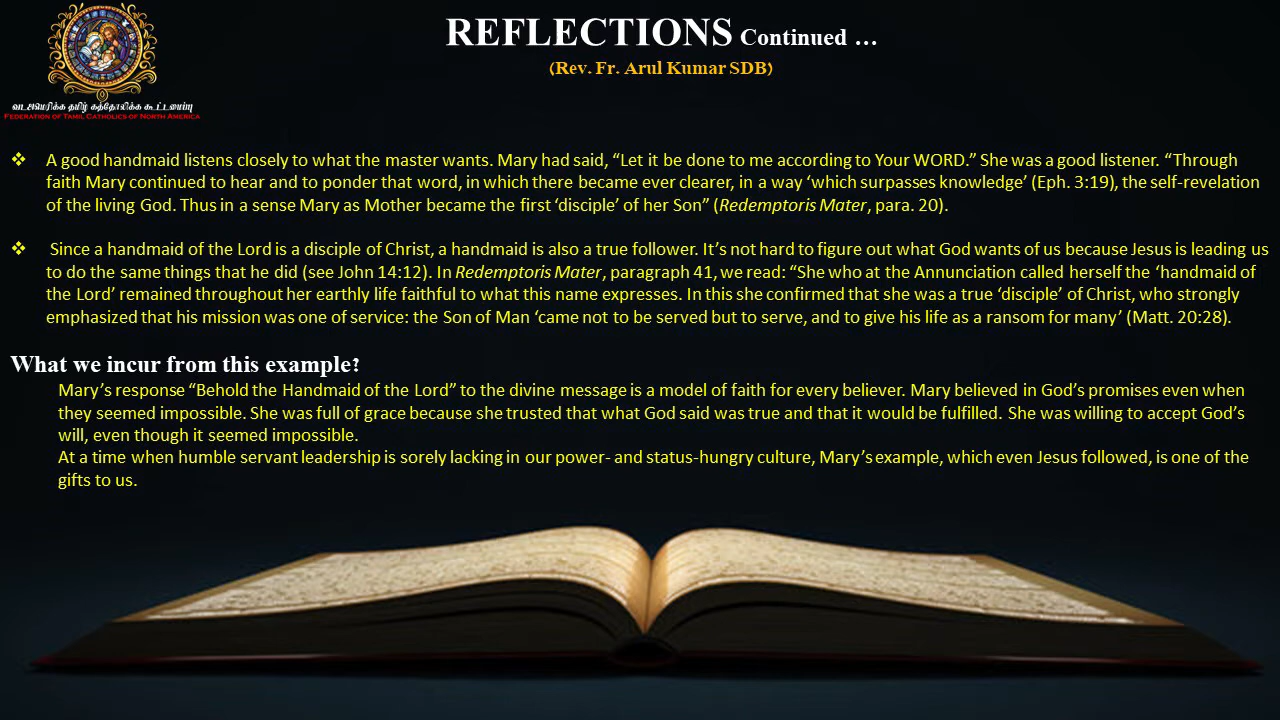 REFLECTIONS Continued …
(Rev. Fr. Arul Kumar SDB)
வடஅமெரிக்க தமிழ் கத்தோலிக்க கூட்டமைப்பு
FEDERATION OF TAMIL CATHOLICS OF NORTH AMERICA
❖ A good handmaid listens closely to what the master wants. Mary had said, “Let it be done to me according to Your WORD.” She was a good listener. “Through
faith Mary continued to hear and to ponder that word, in which there became ever clearer, in a way ‘which surpasses knowledge’ (Eph. 3:19), the self-revelation
of the living God. Thus in a sense Mary as Mother became the first ‘disciple’ of her Son” (Redemptoris Mater, para. 20).
❖ Since a handmaid of the Lord is a disciple of Christ, a handmaid is also a true follower. It’s not hard to figure out what God wants of us because Jesus is leading us
to do the same things that he did (see John 14:12). In Redemptoris Mater, paragraph 41, we read: “She who at the Annunciation called herself the ‘handmaid of
the Lord’ remained throughout her earthly life faithful to what this name expresses. In this she confirmed that she was a true ‘disciple’ of Christ, who strongly
emphasized that his mission was one of service: the Son of Man ‘came not to be served but to serve, and to give his life as a ransom for many’ (Matt. 20:28).
What we incur from this example?
Mary’s response “Behold the Handmaid of the Lord” to the divine message is a model of faith for every believer. Mary believed in God’s promises even when
they seemed impossible. She was full of grace because she trusted that what God said was true and that it would be fulfilled. She was willing to accept God’s
will, even though it seemed impossible.
At a time when humble servant leadership is sorely lacking in our power- and status-hungry culture, Mary’s example, which even Jesus followed, is one of the
gifts to us.